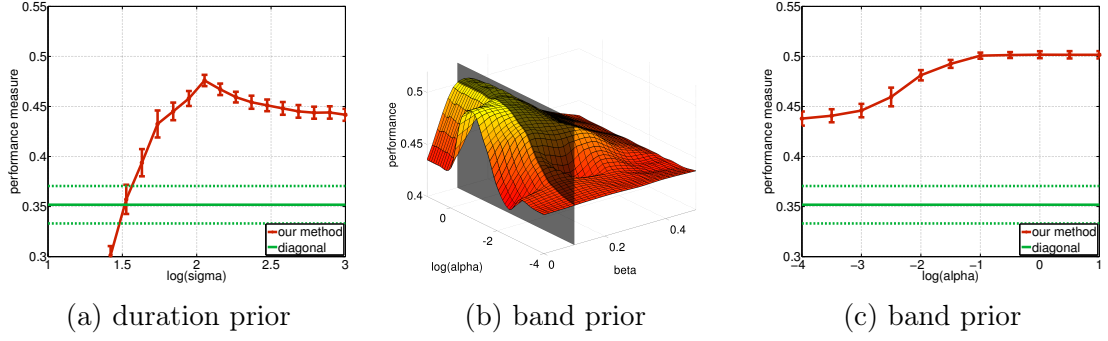 0.55
0.5
0.45
0.4
0.35
0.3
1
1.5
2
2.5
3
performance measure
log(sigma)
our method
diagonal
(a) duration prior
0.5
0.45
0.4
performance
0
−2
−4
log(alpha)
0
0.2
0.4
beta
(b) band prior
0.55
0.5
0.45
0.4
0.35
0.3
−4
−3
−2
−1
0
1
performance measure
log(alpha)
our method
diagonal
(c) band prior